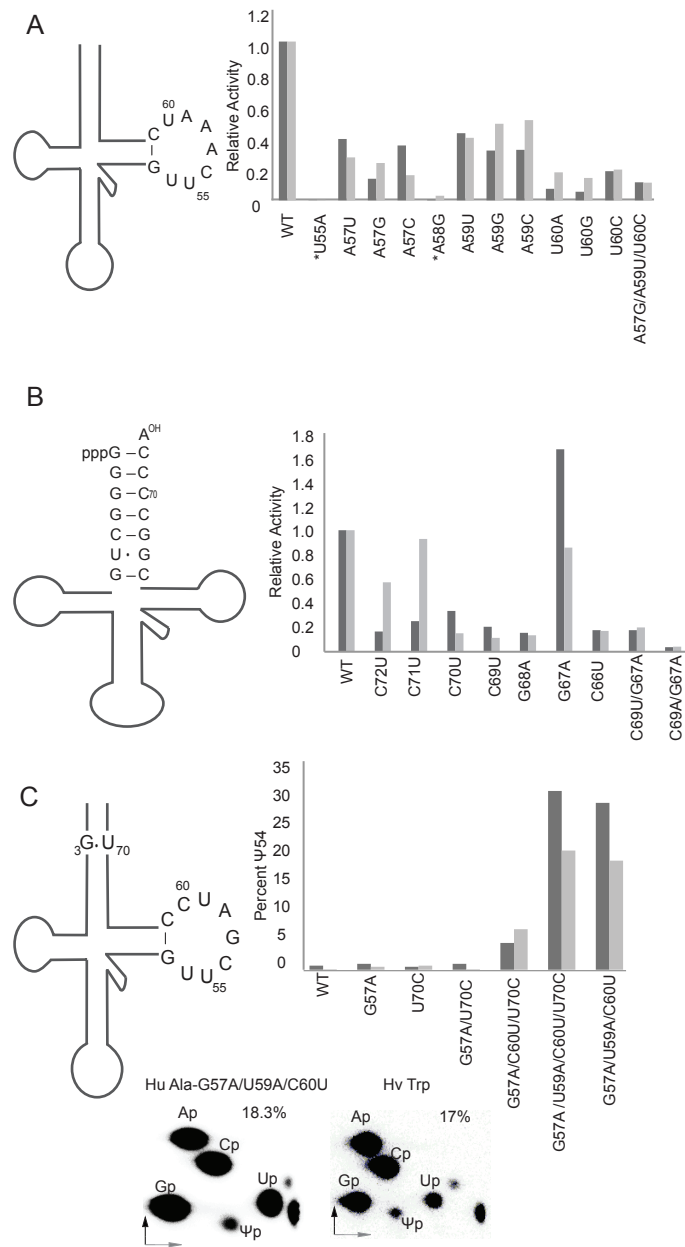 A
60
U A
C A
A
G C
U U 55
Relative Activity
1.2
1.0
0.8
0.6
0.4
0.2
0
WT
*U55A
A57U
A57G
A57C
*A58G
A59U
A59G
A59C
U60A
U60G
U60C
A57G/A59U/U60C
B
A OH
pppG – C
G – C
G – C 70
G – C
C – G
U · G
G – C
Relative Activity
1.8
1.6
1.4
1.2
1.0
0.8
0.6
0.4
0.2
0
WT
C72U
C71U
C70U
C69U
G68A
G67A
C66U
C69U/G67A
C69A/G67A
C
3 G · U 70
60
C U
C A
G
G C
U U 55
Percent Ψ54
35
30
25
20
15
10
5
0
WT
G57A
U70C
G57A/U70C
G57A/C60U/U70C
G57A /U59A/C60U/U70C
G57A/U59A/C60U
Hu Ala-G57A/U59A/C60U
Hv Trp
Ap 18.3%
Cp
Gp
Up
Ψp
Ap 17%
Cp
Gp
Up
Ψp